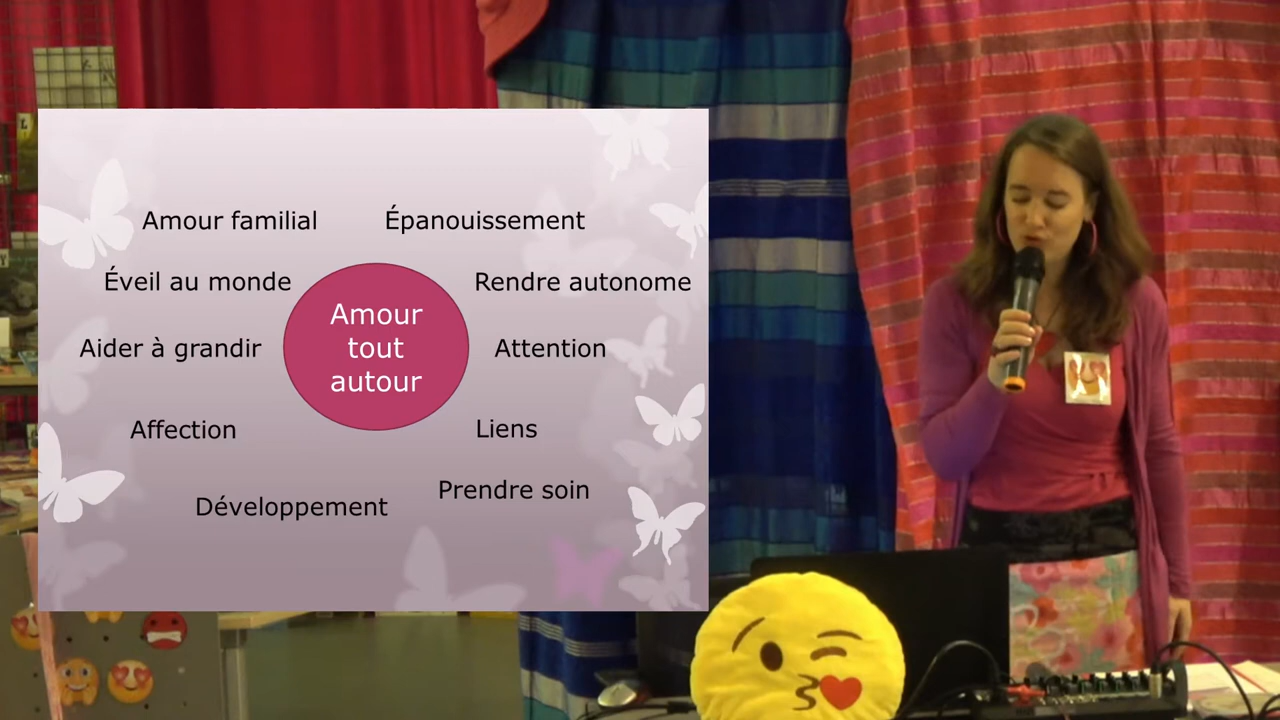 Amour familial
Épanouissement
Éveil au monde
Rendre autonome
Amour
tout
autour
Aider à grandir
Attention
Affection
Liens
Prendre soin
Développement